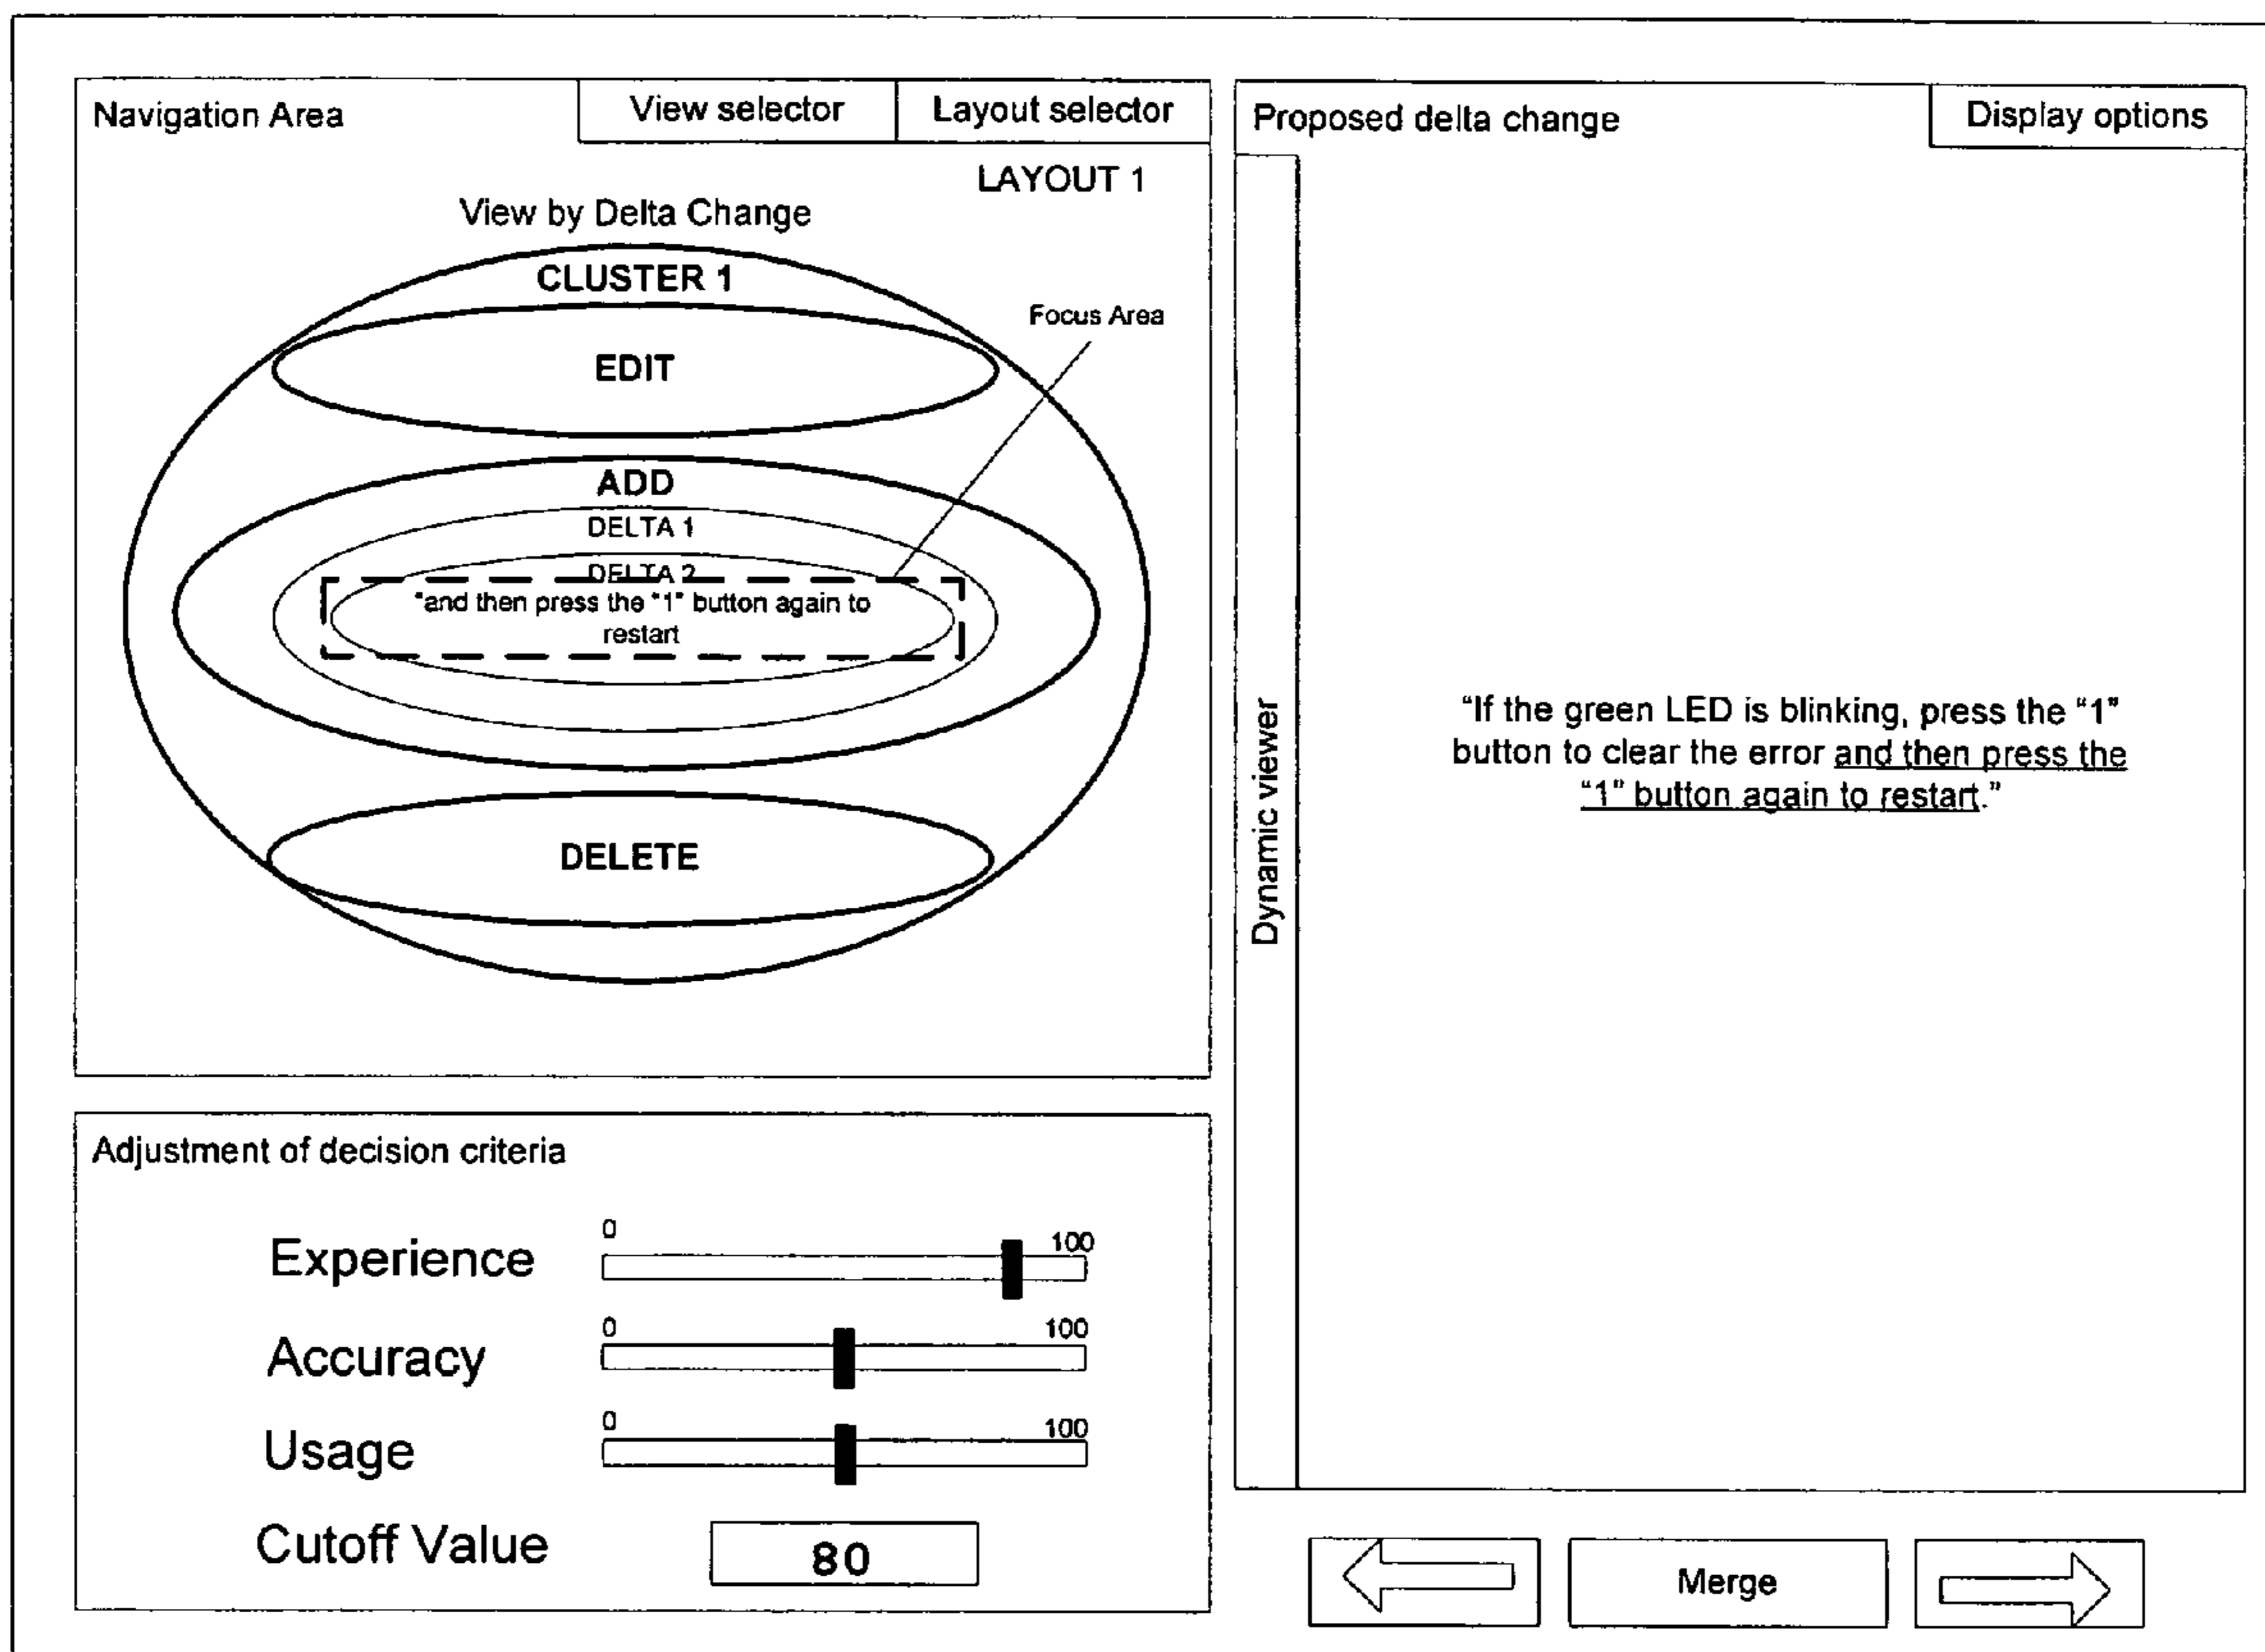 Navigation Area
View selector
Layout selector
LAYOUT 1
View by Delta Change
CLUSTER 1
Focus Area
EDIT
ADD
DELTA 1
DELTA 2
"and then press the "1" button again to
restart
DELETE
Adjustment of decision criteria
Experience
0
100
Accuracy
0
100
Usage
0
100
Cutoff Value
80
Proposed delta change
Display options
Dynamic viewer
“If the green LED is blinking, press the “1”
button to clear the error and then press the
“1” button again to restart.”
Merge